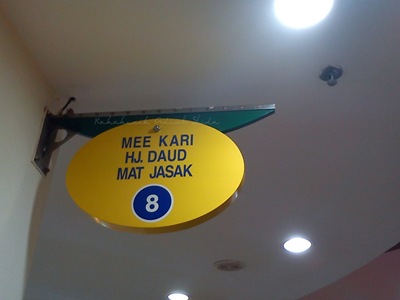 MEE KARI
HJ. DAUD
MAT JASAK
8